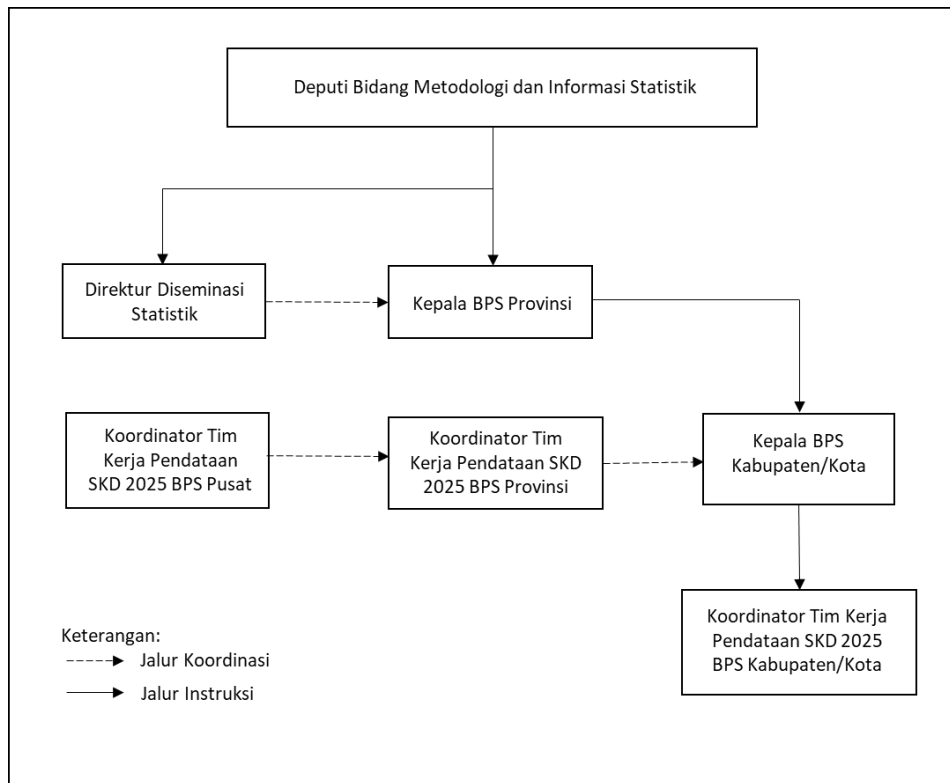 Deputi Bidang Metodologi dan Informasi Statistik
Direktur Diseminasi
Statistik
Kepala BPS Provinsi
Koordinator Tim
Kerja Pendataan
SKD 2025 BPS Pusat
Koordinator Tim
Kerja Pendataan SKD
2025 BPS Provinsi
Kepala BPS
Kabupaten/Kota
Koordinator Tim Kerja
Pendataan SKD 2025
BPS Kabupaten/Kota
Keterangan:
Jalur Koordinasi
Jalur Instruksi